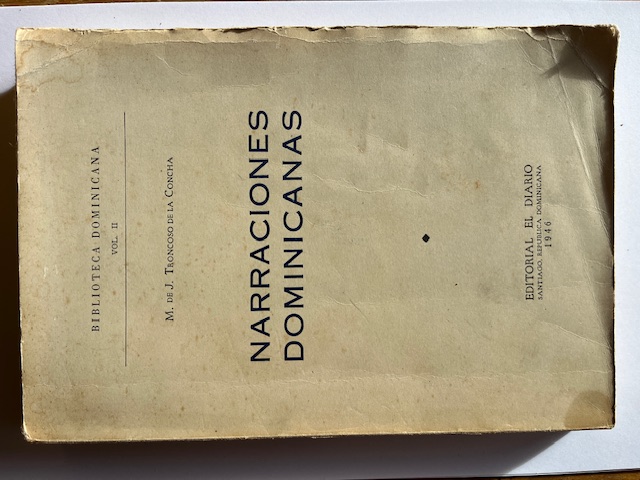 BIBLIOTECA DOMINICANA
VOL. II
M. DE J. TRONCOSO DE LA CONCHA
NARRACIONES
DOMINICANAS
EDITORIAL EL DIARIO
SANTIAGO, REPUBLICA DOMINICANA
1946